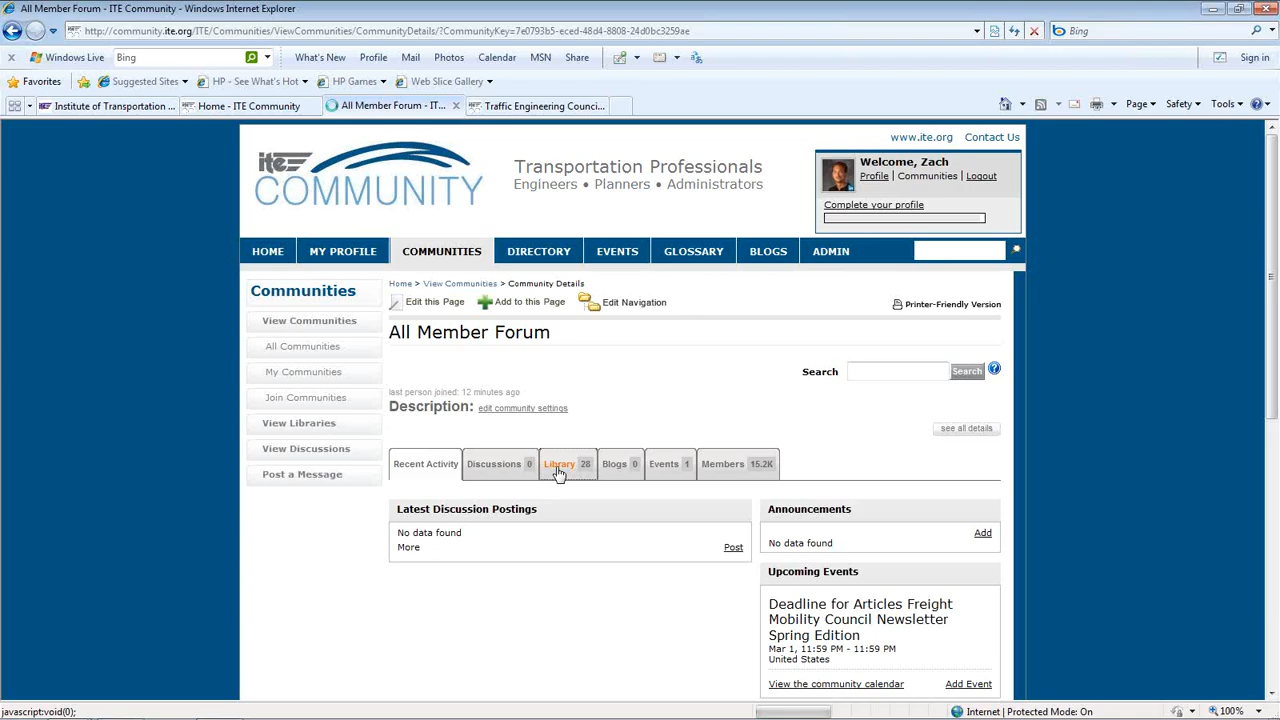 All Member Forum - ITE Community - Windows Internet Explorer
http://community.ite.org/ITE/Communities/ViewCommunities/CommunityDetails/?CommunityKey=7e0793b5-eced-48d4-8808-24d0bc3259ae
Bing
Windows Live Bing What's New Profile Mail Photos Calendar MSN Share Sign in
Favorites Suggested Sites HP - See What's Hot HP Games Web Slice Gallery
Institute of Transportation ... Home - ITE Community All Member Forum - IT... Traffic Engineering Counci... Page Safety Tools
www.ite.org Contact Us
ite COMMUNITY
Transportation Professionals
Engineers • Planners • Administrators
Welcome, Zach
Profile | Communities | Logout
Complete your profile
HOME MY PROFILE COMMUNITIES DIRECTORY EVENTS GLOSSARY BLOGS ADMIN
Communities
View Communities
All Communities
My Communities
Join Communities
View Libraries
View Discussions
Post a Message
Home > View Communities > Community Details
Edit this Page Add to this Page Edit Navigation
Printer-Friendly Version
All Member Forum
Search Search ?
last person joined: 12 minutes ago
Description: edit community settings
see all details
Recent Activity Discussions 0 Library 28 Blogs 0 Events 1 Members 15.2K
Latest Discussion Postings
No data found
More Post
Announcements
Add
No data found
Upcoming Events
Deadline for Articles Freight
Mobility Council Newsletter
Spring Edition
Mar 1, 11:59 PM - 11:59 PM
United States
View the community calendar Add Event
javascript:void(0); Internet | Protected Mode: On 100%